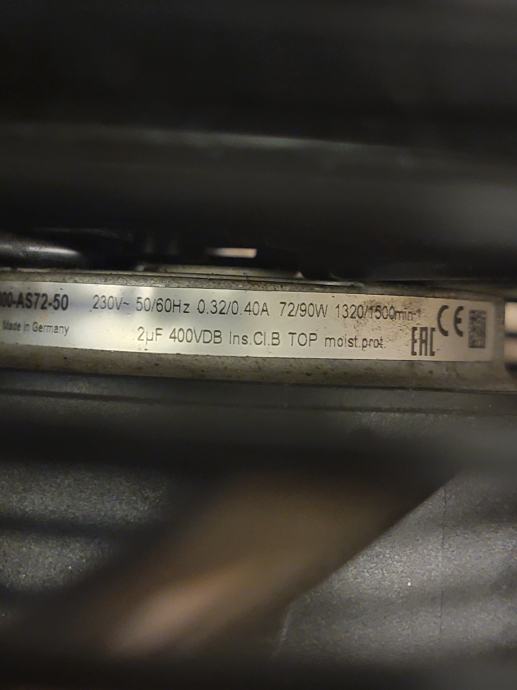 00-AS72-50 230V~ 50/60Hz 0.32/0.40A 72/90W 1320/1500min-1
Made in Germany 2µF 400VDB Ins.Cl.B TOP moist.prot. EAC CE